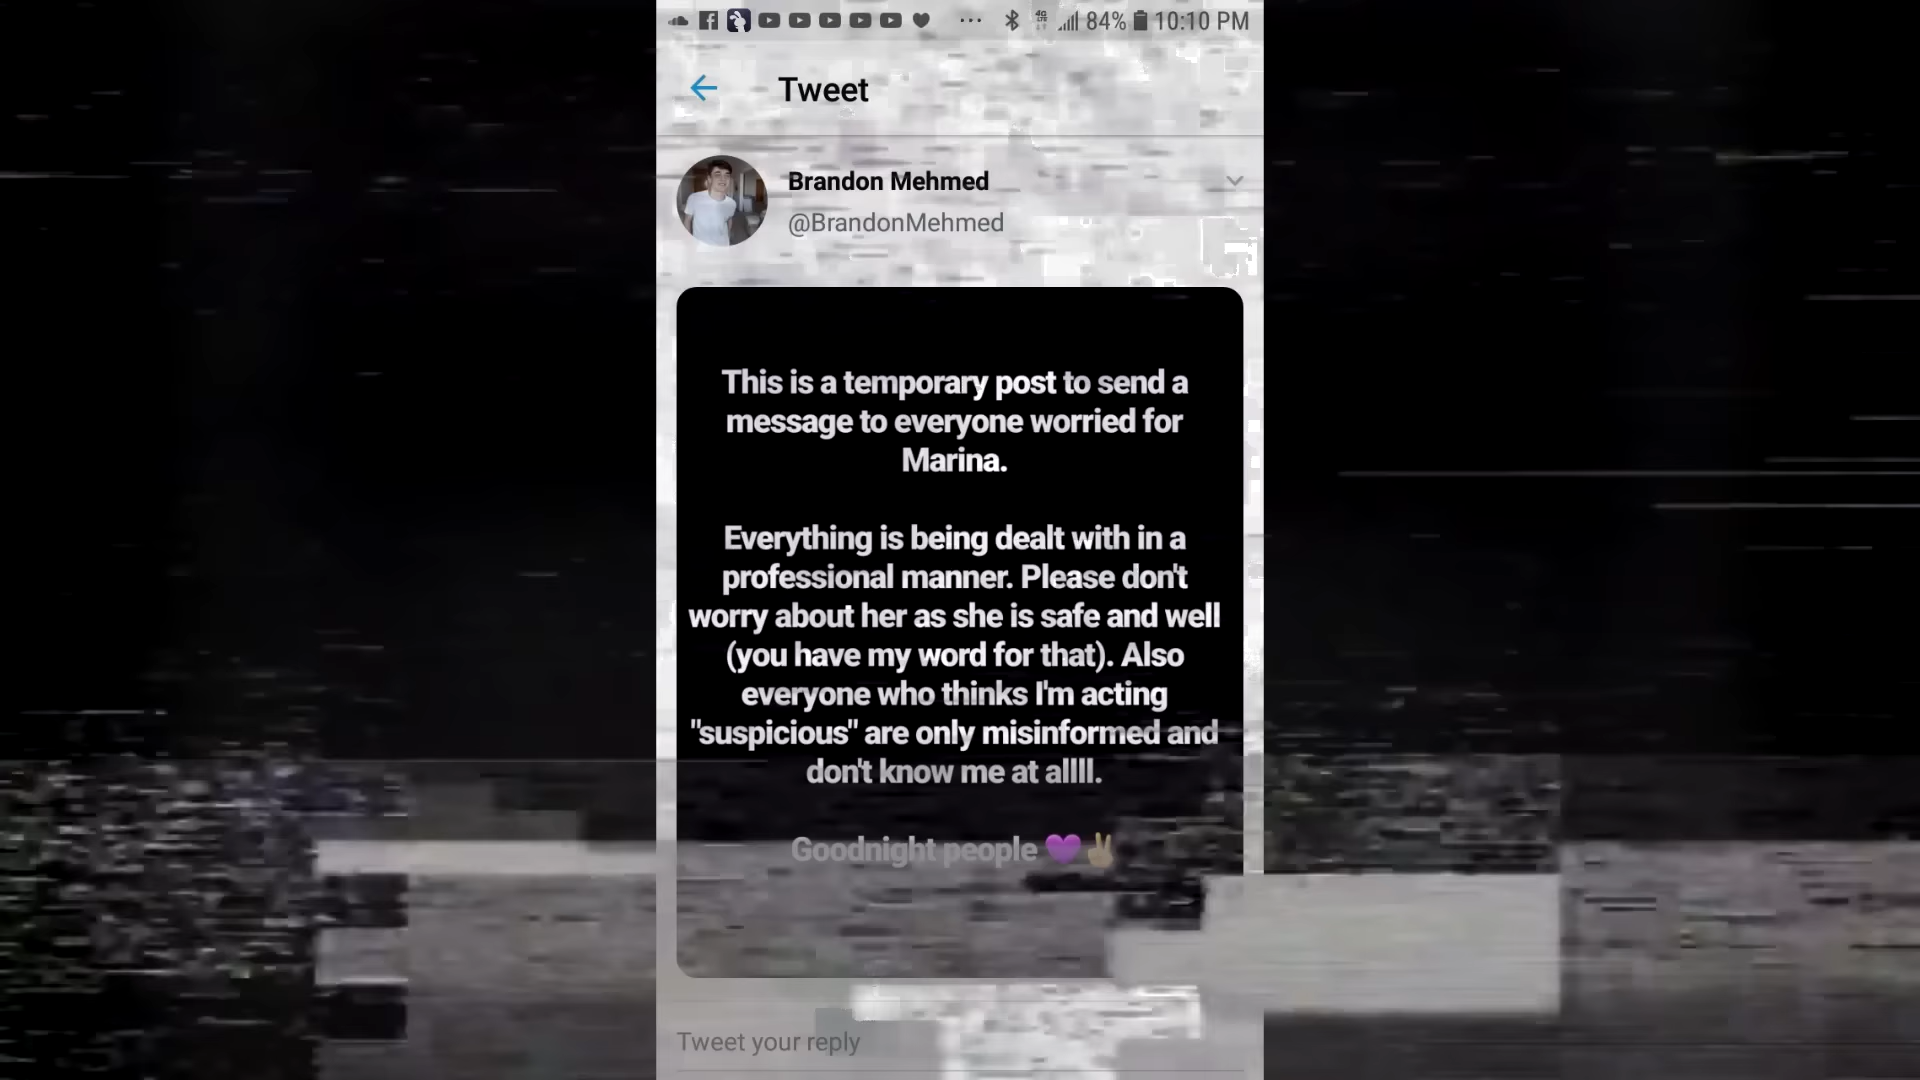 84% 10:10 PM
Tweet
Brandon Mehmed
@BrandonMehmed
This is a temporary post to send a
message to everyone worried for
Marina.
Everything is being dealt with in a
professional manner. Please don't
worry about her as she is safe and well
(you have my word for that). Also
everyone who thinks I'm acting
"suspicious" are only misinformed and
don't know me at allll.
Goodnight people 💜✌
Tweet your reply